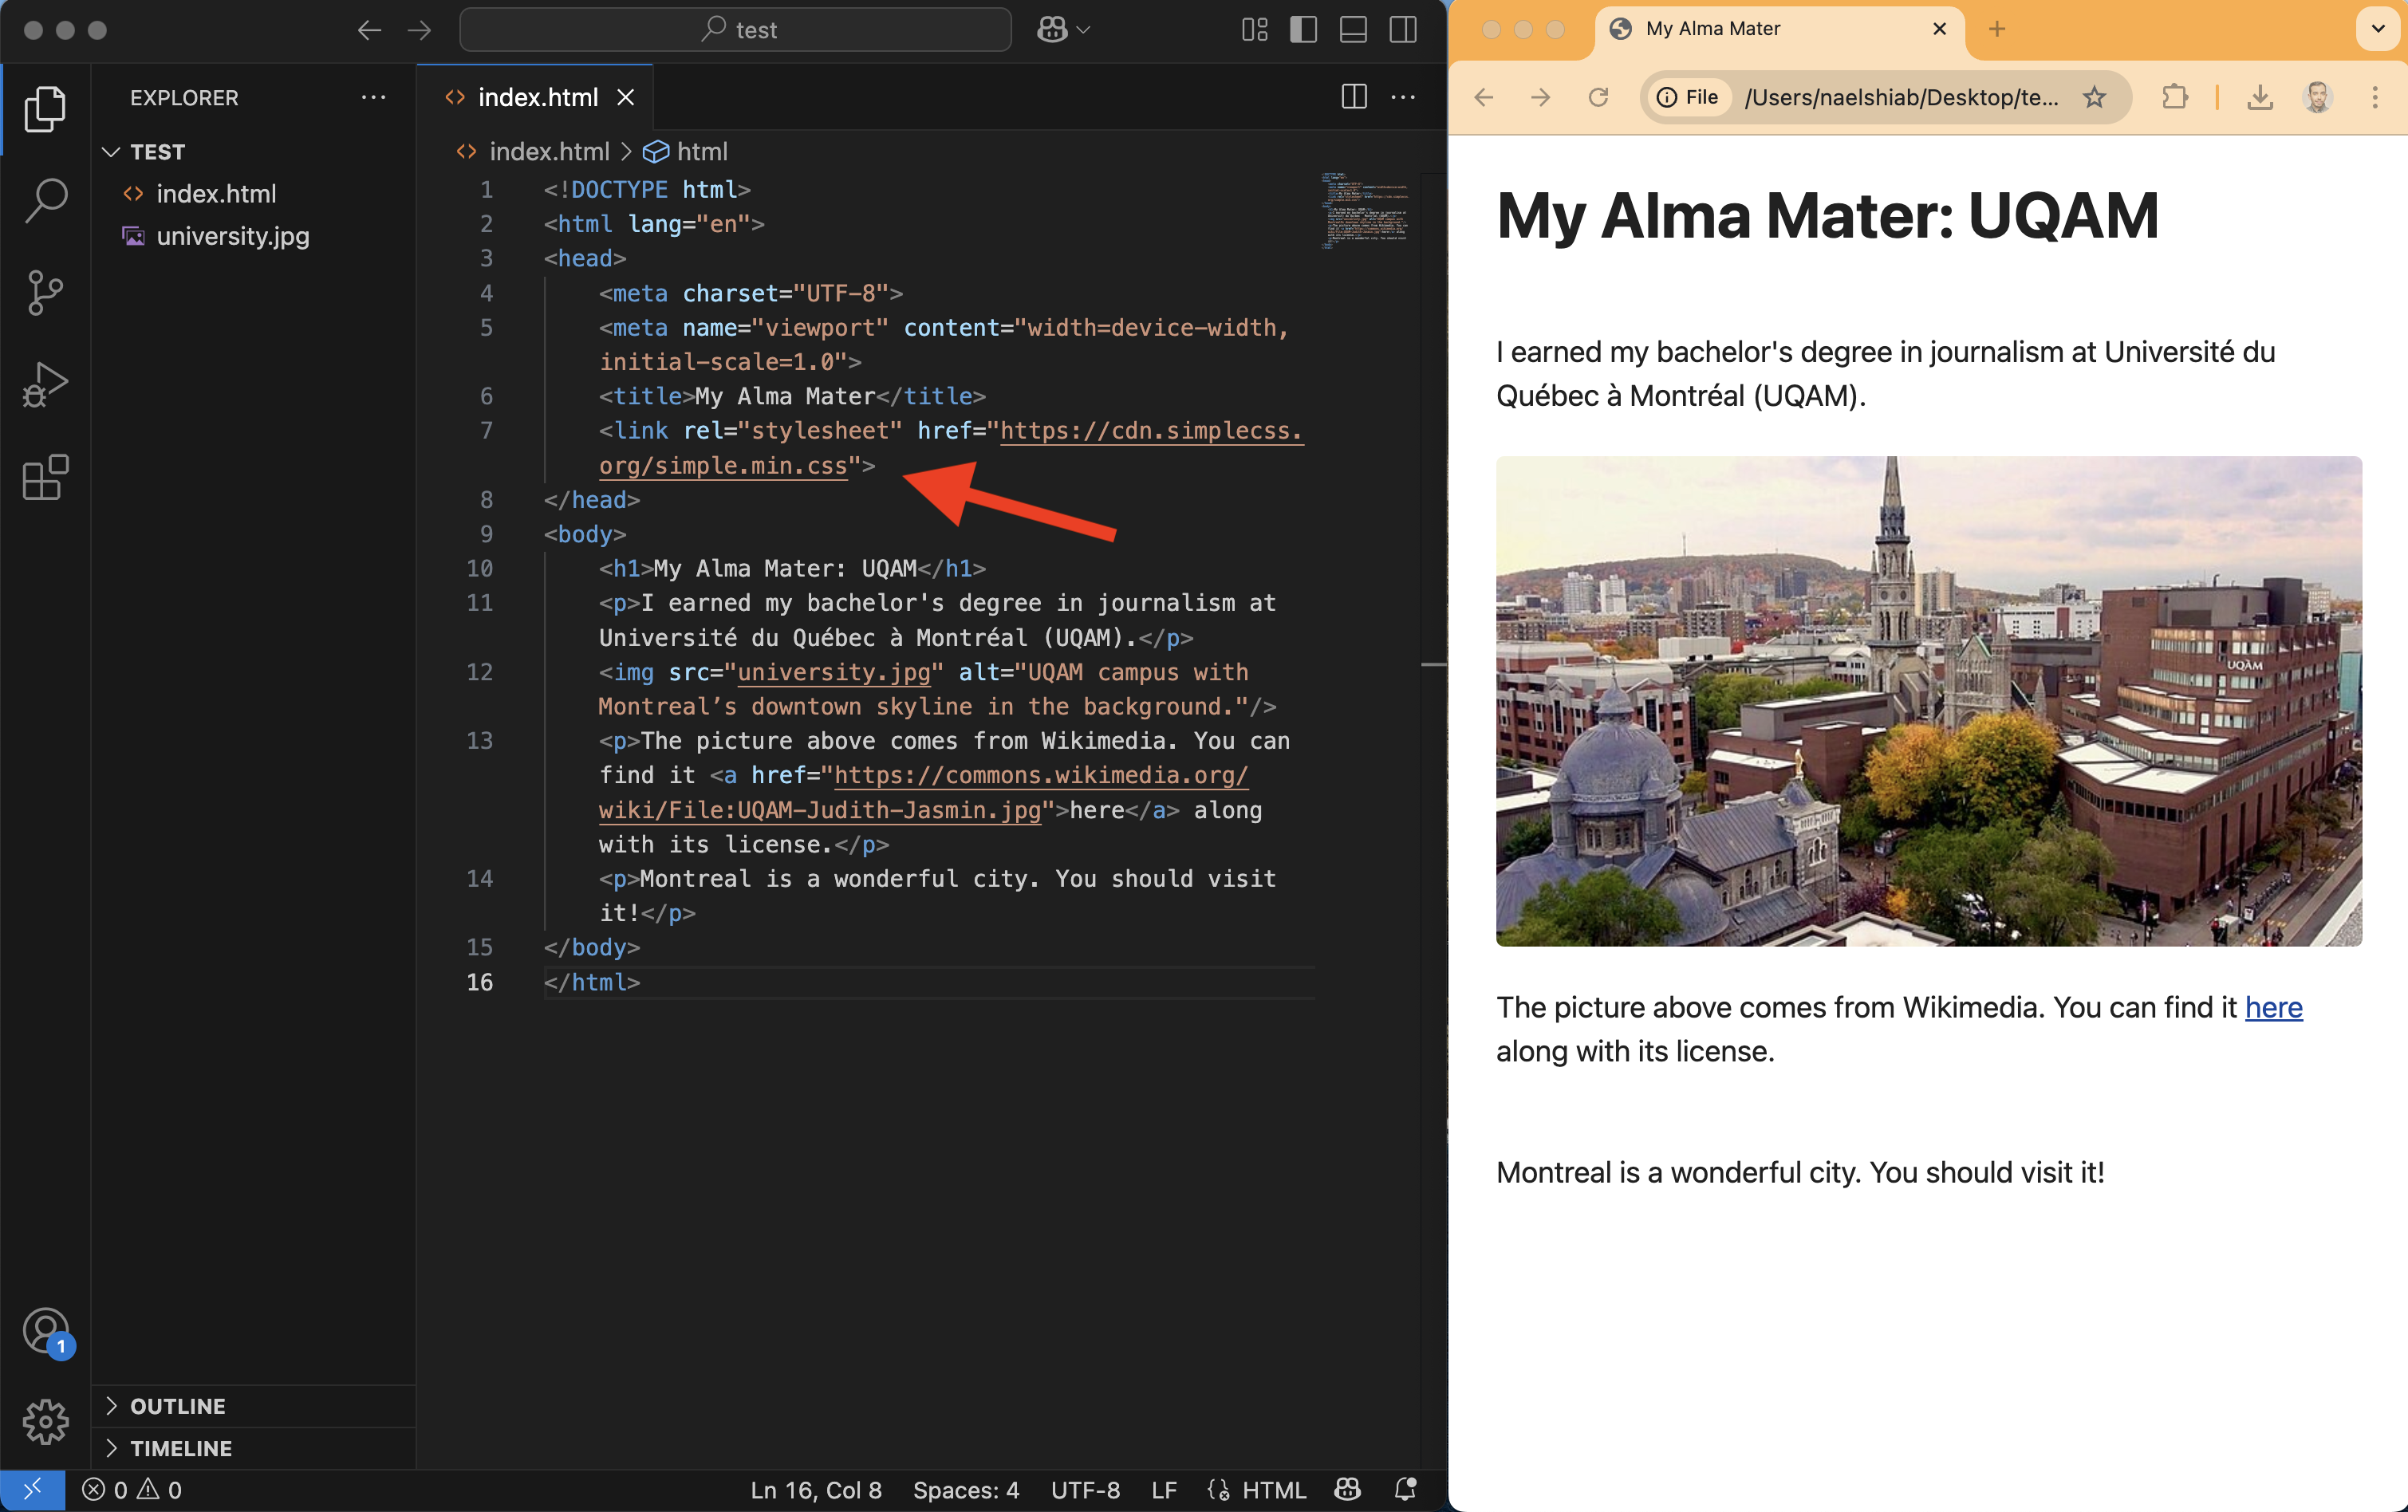 test
EXPLORER
TEST
index.html
university.jpg
OUTLINE
TIMELINE
1
index.html
index.html > html
1 <!DOCTYPE html>
2 <html lang="en">
3 <head>
4 <meta charset="UTF-8">
5 <meta name="viewport" content="width=device-width,
initial-scale=1.0">
6 <title>My Alma Mater</title>
7 <link rel="stylesheet" href="https://cdn.simplecss.
org/simple.min.css">
8 </head>
9 <body>
10 <h1>My Alma Mater: UQAM</h1>
11 <p>I earned my bachelor's degree in journalism at
Université du Québec à Montréal (UQAM).</p>
12 <img src="university.jpg" alt="UQAM campus with
Montreal’s downtown skyline in the background."/>
13 <p>The picture above comes from Wikimedia. You can
find it <a href="https://commons.wikimedia.org/
wiki/File:UQAM-Judith-Jasmin.jpg">here</a> along
with its license.</p>
14 <p>Montreal is a wonderful city. You should visit
it!</p>
15 </body>
16 </html>
0 0
Ln 16, Col 8 Spaces: 4 UTF-8 LF HTML
My Alma Mater
File /Users/naelshiab/Desktop/te...
My Alma Mater: UQAM
I earned my bachelor's degree in journalism at Université du
Québec à Montréal (UQAM).
UQÀM
The picture above comes from Wikimedia. You can find it here
along with its license.
Montreal is a wonderful city. You should visit it!